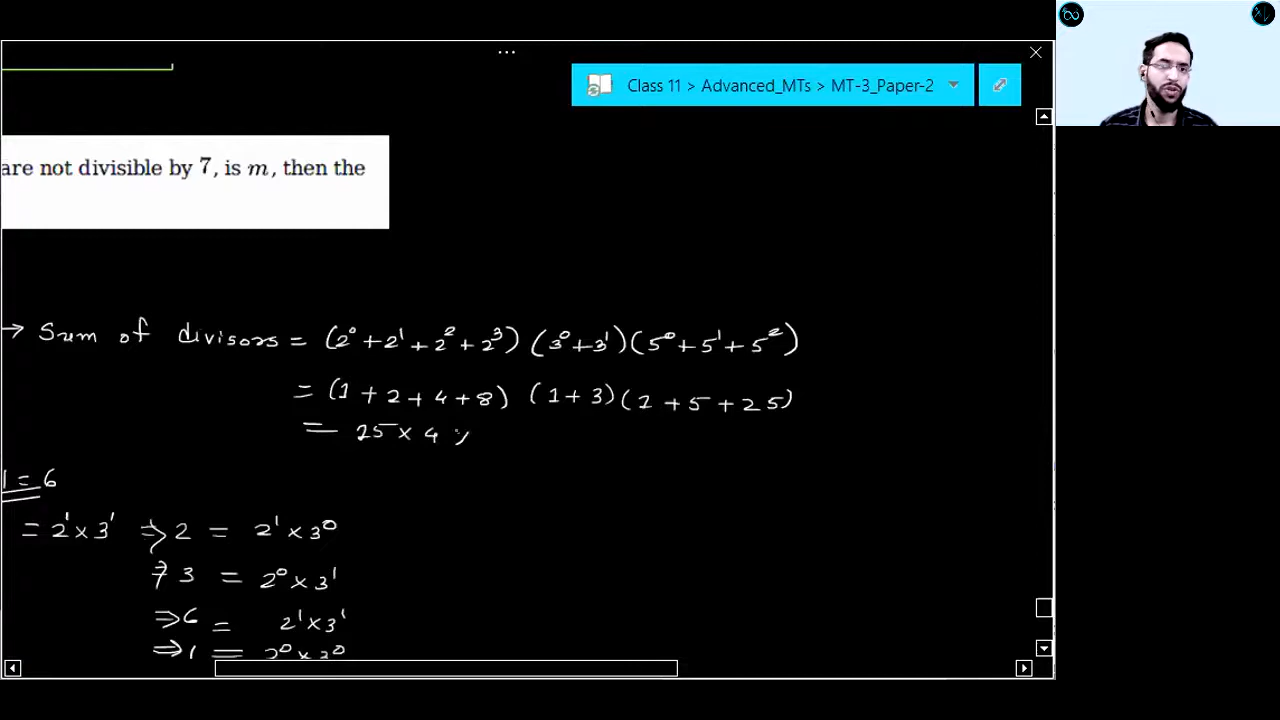 ...
Class 11 > Advanced_MTs > MT-3_Paper-2
are not divisible by 7, is m, then the
→ Sum of divisors = (2⁰ + 2¹ + 2² + 2³) (3⁰ + 3¹) (5⁰ + 5¹ + 5²)
= (1 + 2 + 4 + 8) (1 + 3) (1 + 5 + 25)
= 25 × 4
1 = 6
= 2¹ × 3¹ ⇒ 2 = 2¹ × 3⁰
⇒ 3 = 2⁰ × 3¹
⇒ 6 = 2¹ × 3¹
⇒ 1 = 2⁰ × 3⁰